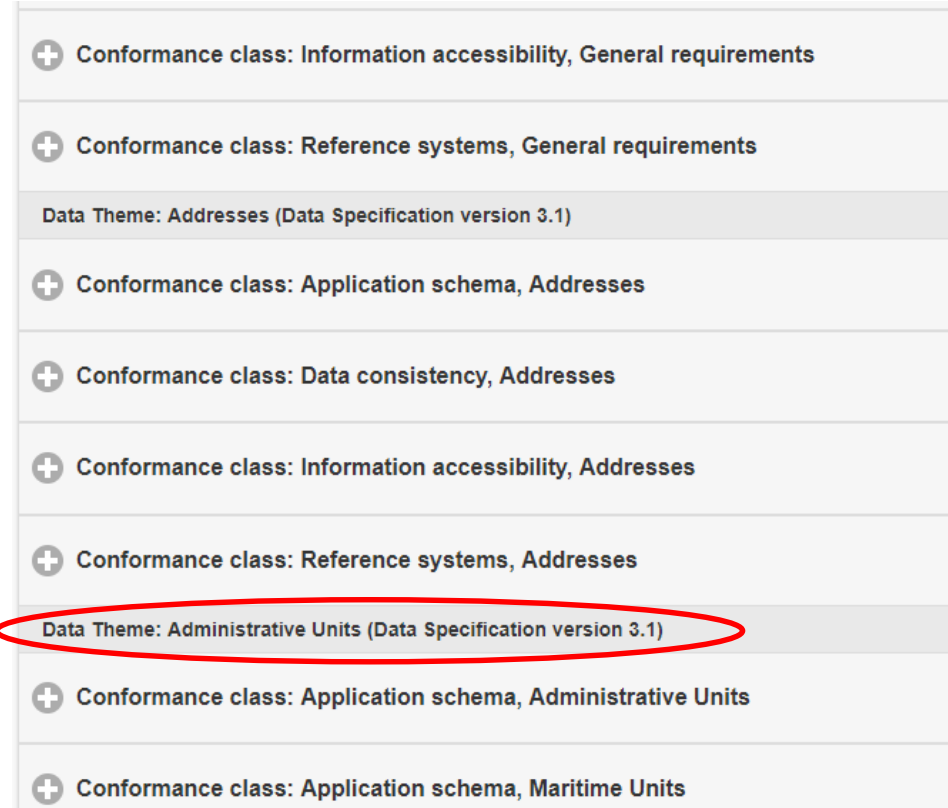 Conformance class: Information accessibility, General requirements
Conformance class: Reference systems, General requirements
Data Theme: Addresses (Data Specification version 3.1)
Conformance class: Application schema, Addresses
Conformance class: Data consistency, Addresses
Conformance class: Information accessibility, Addresses
Conformance class: Reference systems, Addresses
Data Theme: Administrative Units (Data Specification version 3.1)
Conformance class: Application schema, Administrative Units
Conformance class: Application schema, Maritime Units